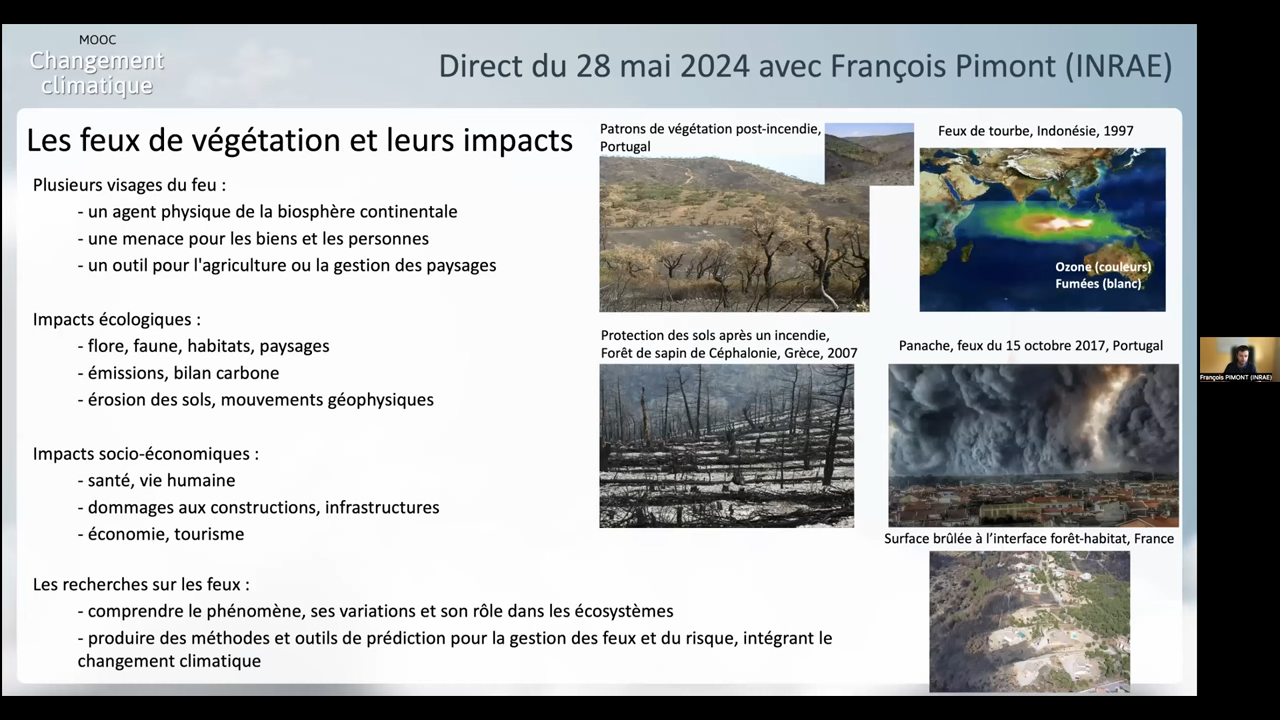 MOOC
Changement
climatique
Direct du 28 mai 2024 avec François Pimont (INRAE)
Les feux de végétation et leurs impacts
Plusieurs visages du feu :
- un agent physique de la biosphère continentale
- une menace pour les biens et les personnes
- un outil pour l'agriculture ou la gestion des paysages
Impacts écologiques :
- flore, faune, habitats, paysages
- émissions, bilan carbone
- érosion des sols, mouvements géophysiques
Impacts socio-économiques :
- santé, vie humaine
- dommages aux constructions, infrastructures
- économie, tourisme
Les recherches sur les feux :
- comprendre le phénomène, ses variations et son rôle dans les écosystèmes
- produire des méthodes et outils de prédiction pour la gestion des feux et du risque, intégrant le
changement climatique
Patrons de végétation post-incendie,
Portugal
Feux de tourbe, Indonésie, 1997
Ozone (couleurs)
Fumées (blanc)
Protection des sols après un incendie,
Forêt de sapin de Céphalonie, Grèce, 2007
Panache, feux du 15 octobre 2017, Portugal
Surface brûlée à l’interface forêt-habitat, France
François PIMONT (INRAE)